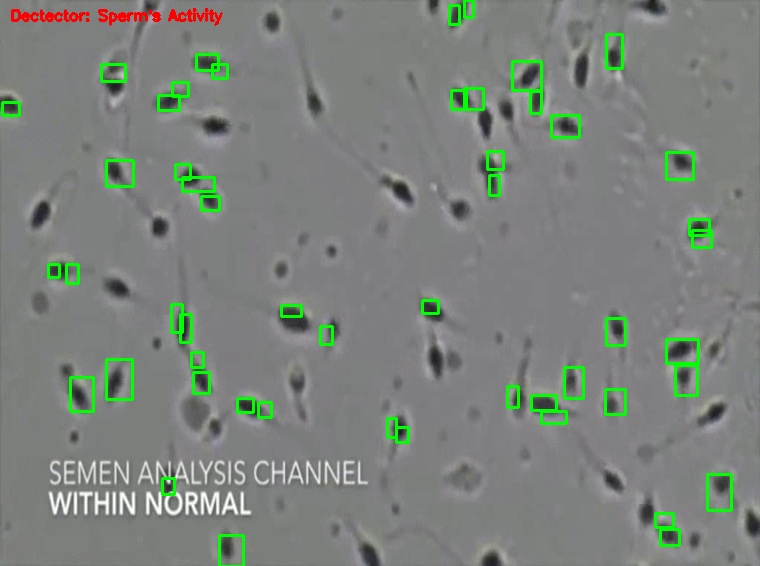 Dectector: Sperm's Activity
SEMEN ANALYSIS CHANNEL
WITHIN NORMAL